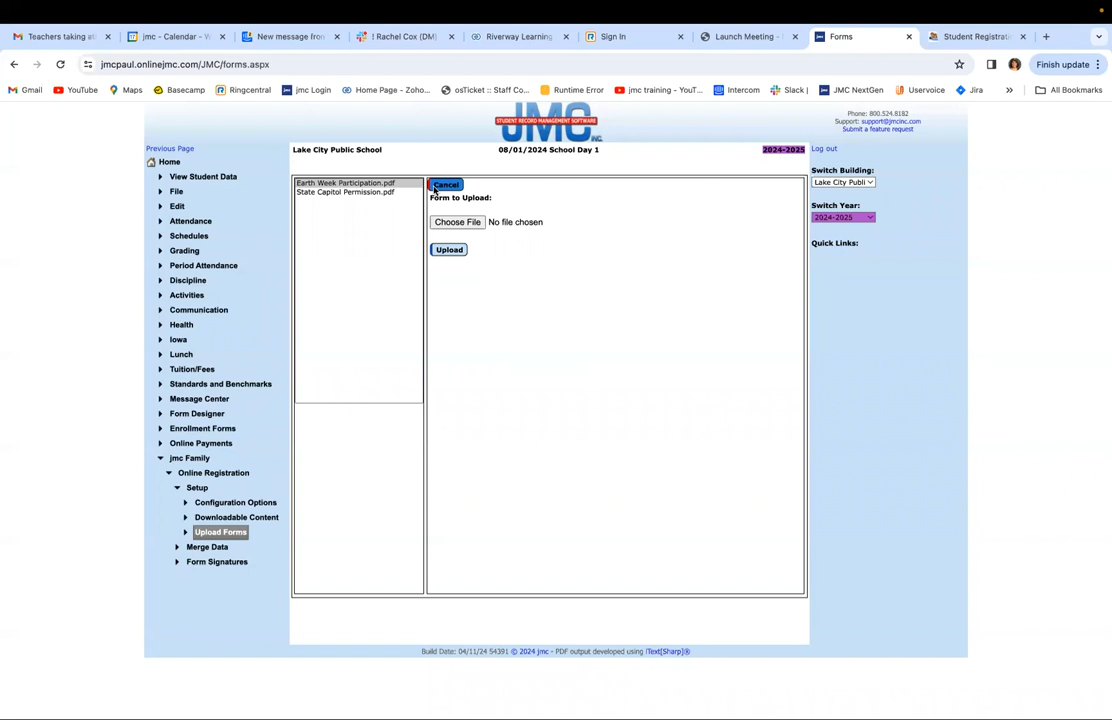 Teachers taking at
jmc - Calendar - W
New message from
! Rachel Cox (DM)
Riverway Learning
Sign In
Launch Meeting -
Forms
Student Registrati
jmcpaul.onlinejmc.com/JMC/forms.aspx
Finish update
Gmail
YouTube
Maps
Basecamp
Ringcentral
jmc Login
Home Page - Zoho...
osTicket :: Staff Co...
Runtime Error
jmc training - YouT...
Intercom
Slack |
JMC NextGen
Uservoice
Jira
All Bookmarks
JMC INC.
STUDENT RECORD MANAGEMENT SOFTWARE
Phone: 800.524.8182
Support: support@jmcinc.com
Submit a feature request
Previous Page
Lake City Public School
08/01/2024 School Day 1
2024-2025
Log out
Home
View Student Data
File
Edit
Attendance
Schedules
Grading
Period Attendance
Discipline
Activities
Communication
Health
Iowa
Lunch
Tuition/Fees
Standards and Benchmarks
Message Center
Form Designer
Enrollment Forms
Online Payments
jmc Family
Online Registration
Setup
Configuration Options
Downloadable Content
Upload Forms
Merge Data
Form Signatures
Earth Week Participation.pdf
State Capitol Permission.pdf
Cancel
Form to Upload:
Choose File No file chosen
Upload
Switch Building:
Lake City Publi
Switch Year:
2024-2025
Quick Links:
Build Date: 04/11/24 54391 © 2024 jmc - PDF output developed using iText[Sharp]®